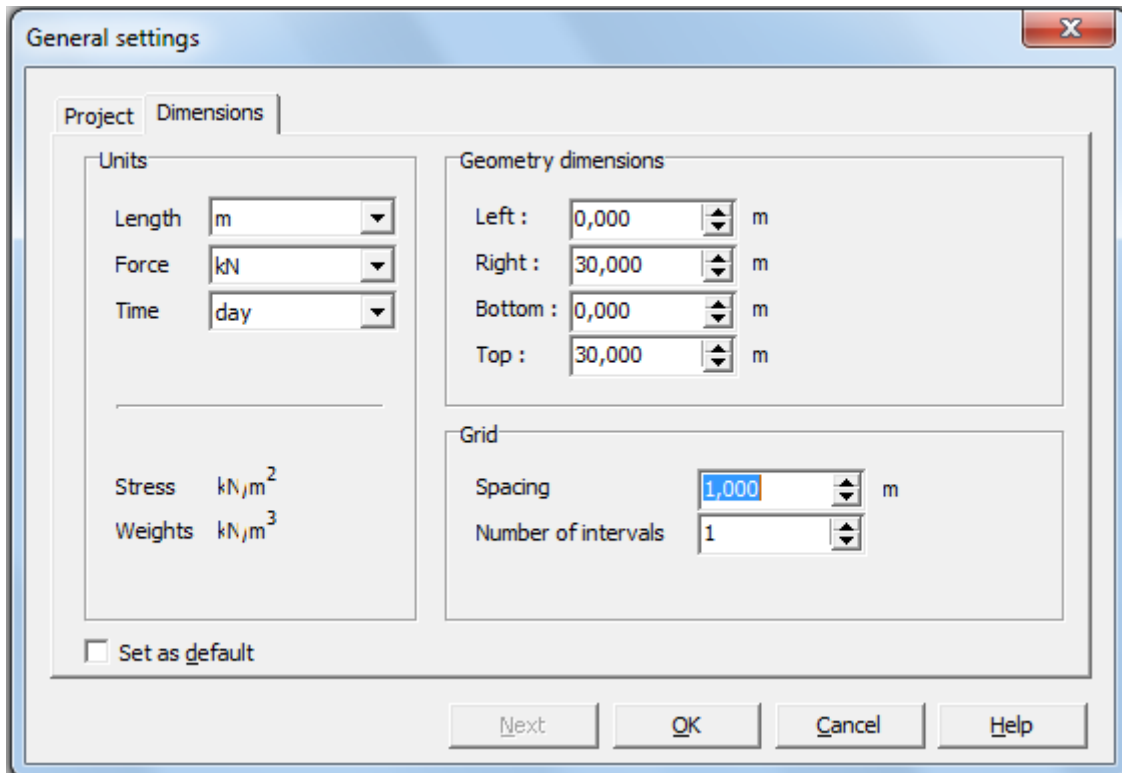 General settings
Project Dimensions
Units
Length m
Force kN
Time day
Stress kN/m²
Weights kN/m³
Geometry dimensions
Left : 0,000 m
Right : 30,000 m
Bottom : 0,000 m
Top : 30,000 m
Grid
Spacing 1,000 m
Number of intervals 1
Set as default
Next OK Cancel Help